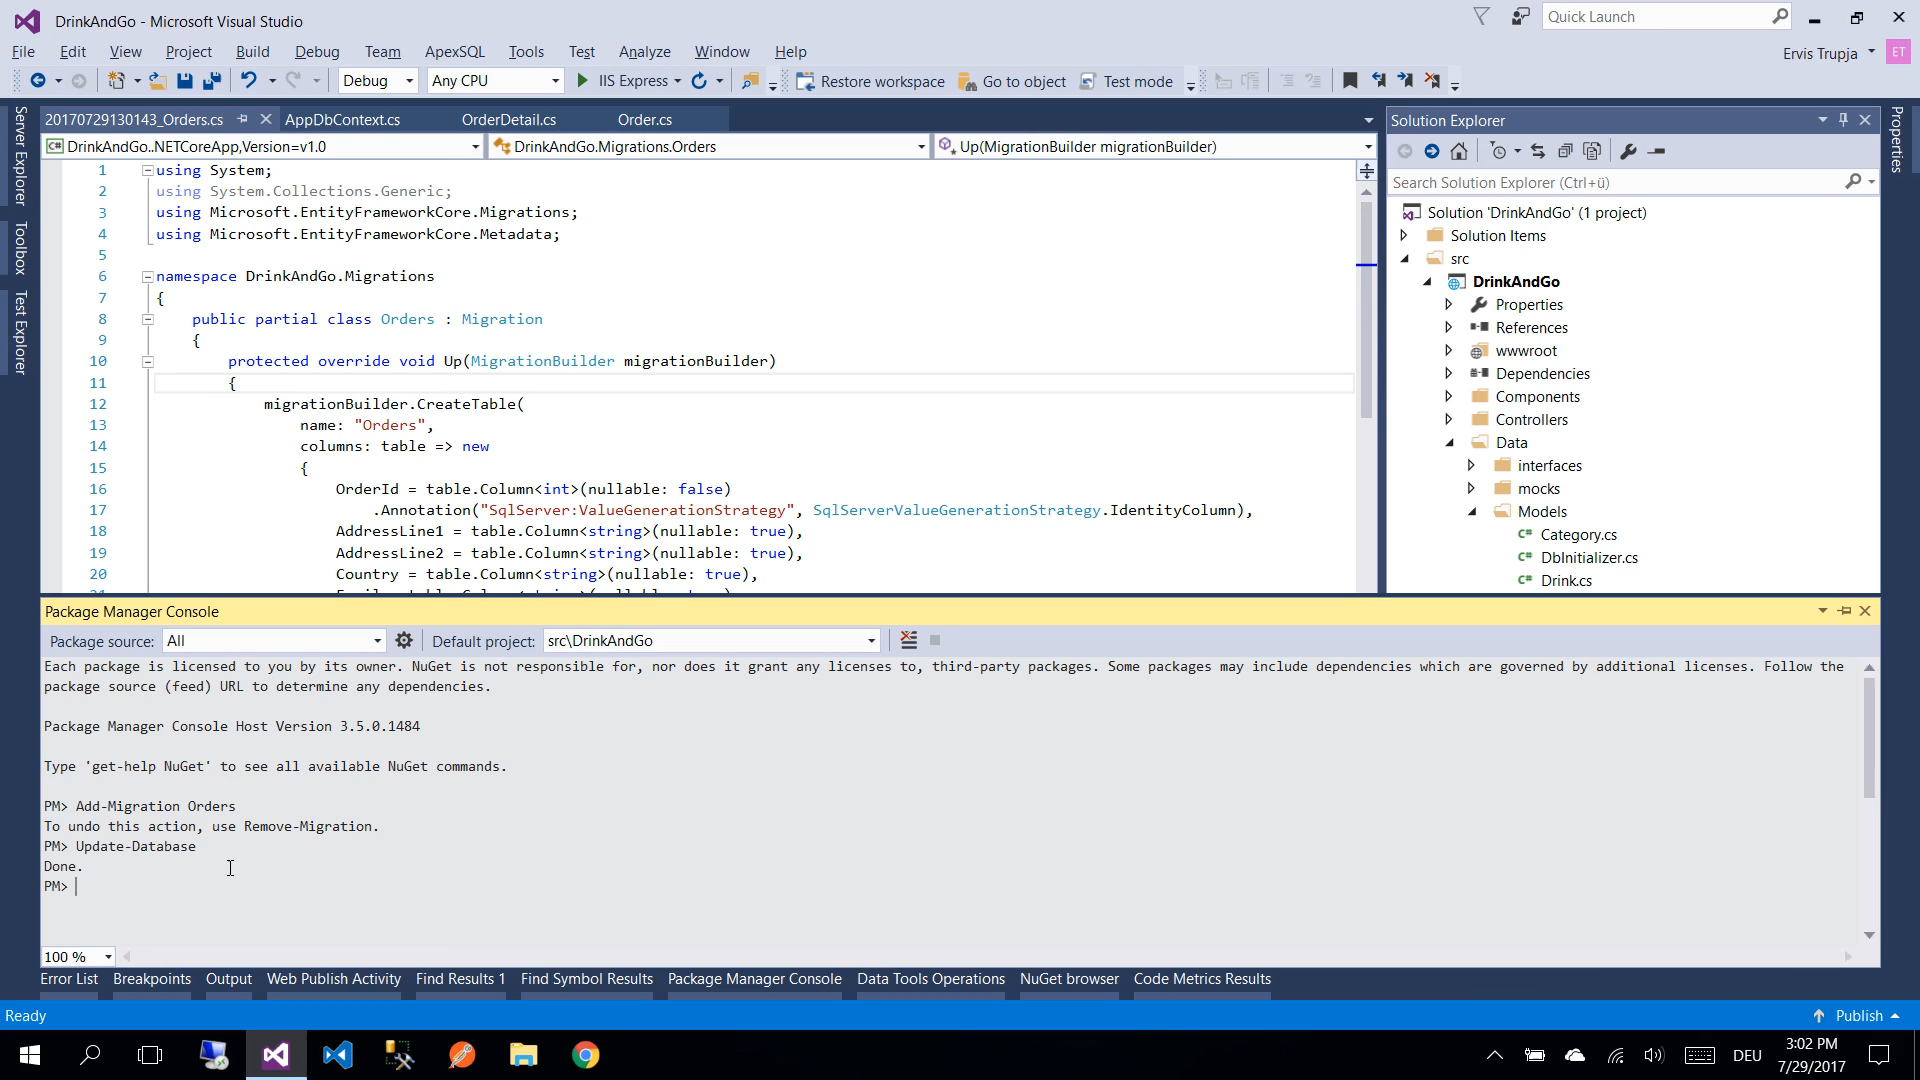 DrinkAndGo - Microsoft Visual Studio
Quick Launch
File Edit View Project Build Debug Team ApexSQL Tools Test Analyze Window Help
Ervis Trupja ET
Debug Any CPU IIS Express Restore workspace Go to object Test mode
Server Explorer
Toolbox
Test Explorer
20170729130143_Orders.cs AppDbContext.cs OrderDetail.cs Order.cs
DrinkAndGo..NETCoreApp,Version=v1.0 DrinkAndGo.Migrations.Orders Up(MigrationBuilder migrationBuilder)
1 using System;
2 using System.Collections.Generic;
3 using Microsoft.EntityFrameworkCore.Migrations;
4 using Microsoft.EntityFrameworkCore.Metadata;
5
6 namespace DrinkAndGo.Migrations
7 {
8 public partial class Orders : Migration
9 {
10 protected override void Up(MigrationBuilder migrationBuilder)
11 {
12 migrationBuilder.CreateTable(
13 name: "Orders",
14 columns: table => new
15 {
16 OrderId = table.Column<int>(nullable: false)
17 .Annotation("SqlServer:ValueGenerationStrategy", SqlServerValueGenerationStrategy.IdentityColumn),
18 AddressLine1 = table.Column<string>(nullable: true),
19 AddressLine2 = table.Column<string>(nullable: true),
20 Country = table.Column<string>(nullable: true),
Solution Explorer
Search Solution Explorer (Ctrl+ü)
Solution 'DrinkAndGo' (1 project)
Solution Items
src
DrinkAndGo
Properties
References
wwwroot
Dependencies
Components
Controllers
Data
interfaces
mocks
Models
C# Category.cs
C# DbInitializer.cs
C# Drink.cs
Properties
Package Manager Console
Package source: All Default project: src\DrinkAndGo
Each package is licensed to you by its owner. NuGet is not responsible for, nor does it grant any licenses to, third-party packages. Some packages may include dependencies which are governed by additional licenses. Follow the
package source (feed) URL to determine any dependencies.
Package Manager Console Host Version 3.5.0.1484
Type 'get-help NuGet' to see all available NuGet commands.
PM> Add-Migration Orders
To undo this action, use Remove-Migration.
PM> Update-Database
Done.
PM>
100 %
Error List Breakpoints Output Web Publish Activity Find Results 1 Find Symbol Results Package Manager Console Data Tools Operations NuGet browser Code Metrics Results
Ready
Publish
DEU
3:02 PM
7/29/2017